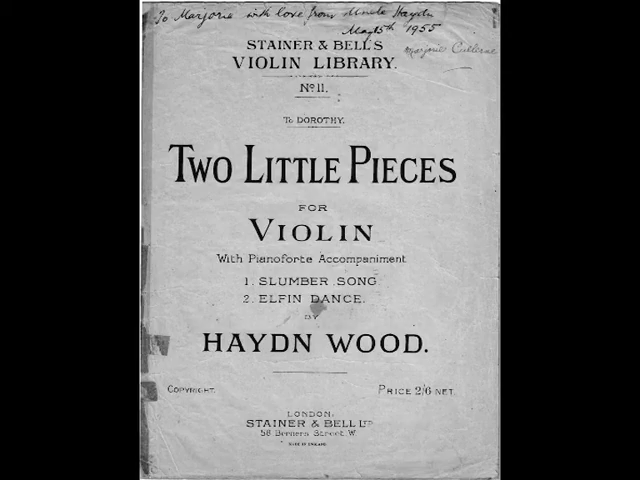 To Marjorie with love from Uncle Haydn
May 15th 1955
Marjorie
STAINER & BELL'S
VIOLIN LIBRARY.
No 11.
To DOROTHY.
TWO LITTLE PIECES
FOR
VIOLIN
With Pianoforte Accompaniment
1. SLUMBER SONG
2. ELFIN DANCE.
BY
HAYDN WOOD.
COPYRIGHT.
PRICE 2/6 NET.
LONDON:
STAINER & BELL LTD
58 Berners Street, W.
MADE IN ENGLAND